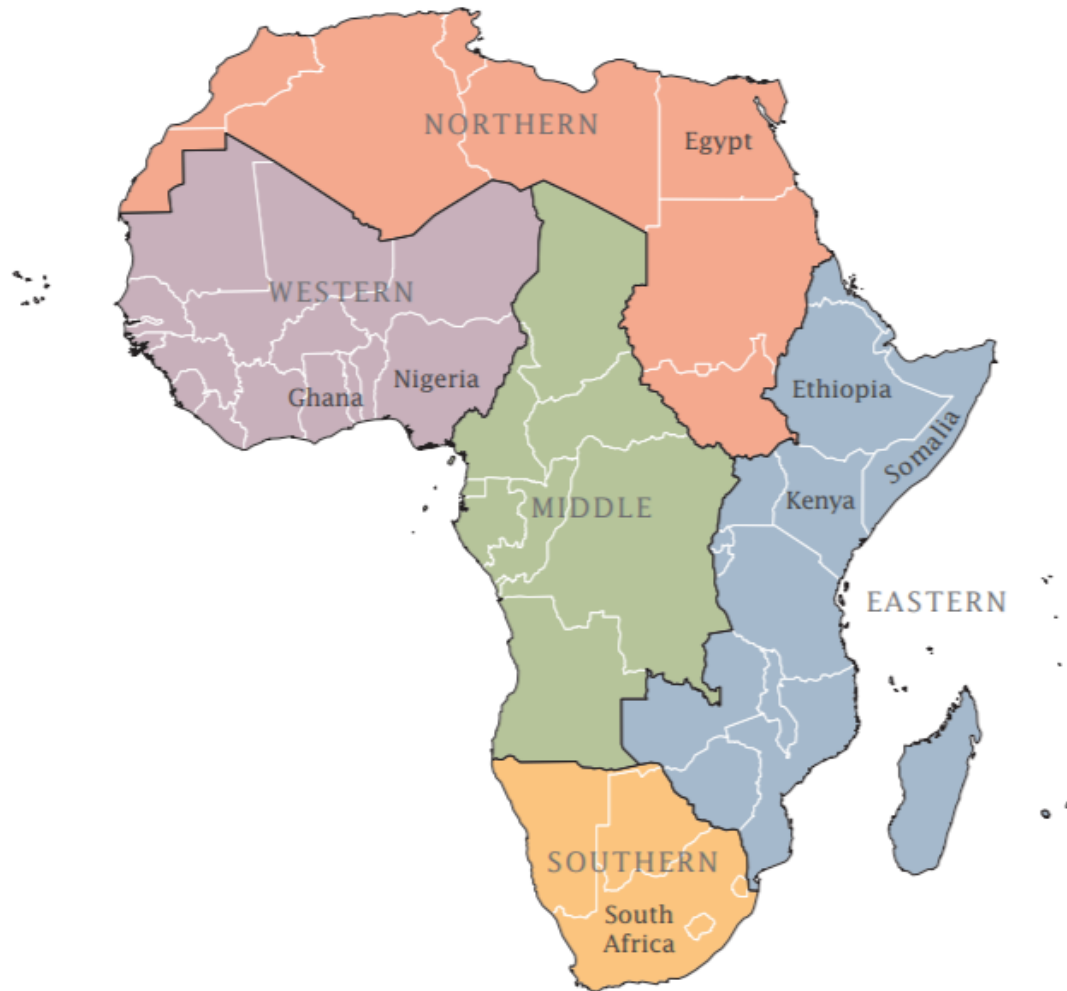 NORTHERN
Egypt
WESTERN
Ghana
Nigeria
Ethiopia
Somalia
Kenya
MIDDLE
EASTERN
SOUTHERN
South
Africa